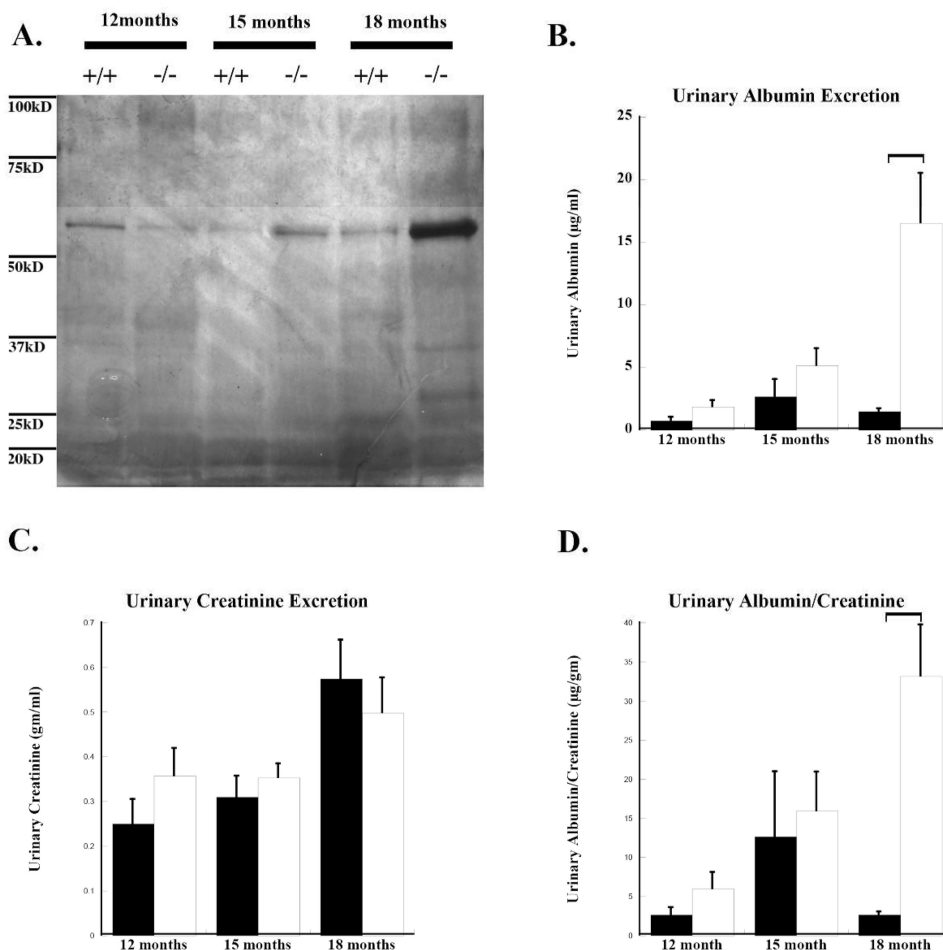 A.
12months
15 months
18 months
+/+
-/-
+/+
-/-
+/+
-/-
100kD
75kD
50kD
37kD
25kD
20kD
B.
Urinary Albumin Excretion
Urinary Albumin (µg/ml)
25
20
15
10
5
0
12 months
15 months
18 months
C.
Urinary Creatinine Excretion
Urinary Creatinine (gm/ml)
0.7
0.6
0.5
0.4
0.3
0.2
0.1
0
12 months
15 months
18 months
D.
Urinary Albumin/Creatinine
Urinary Albumin/Creatinine (µg/gm)
40
35
30
25
20
15
10
5
0
12 month
15 month
18 month